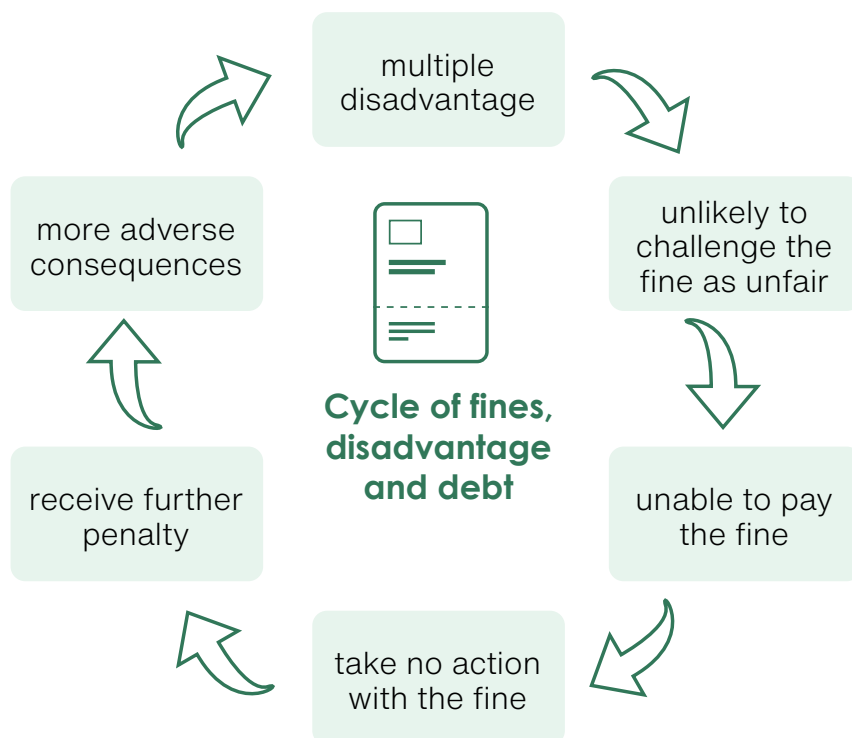 multiple
disadvantage
unlikely to
challenge the
fine as unfair
unable to pay
the fine
take no action
with the fine
receive further
penalty
more adverse
consequences
Cycle of fines,
disadvantage
and debt